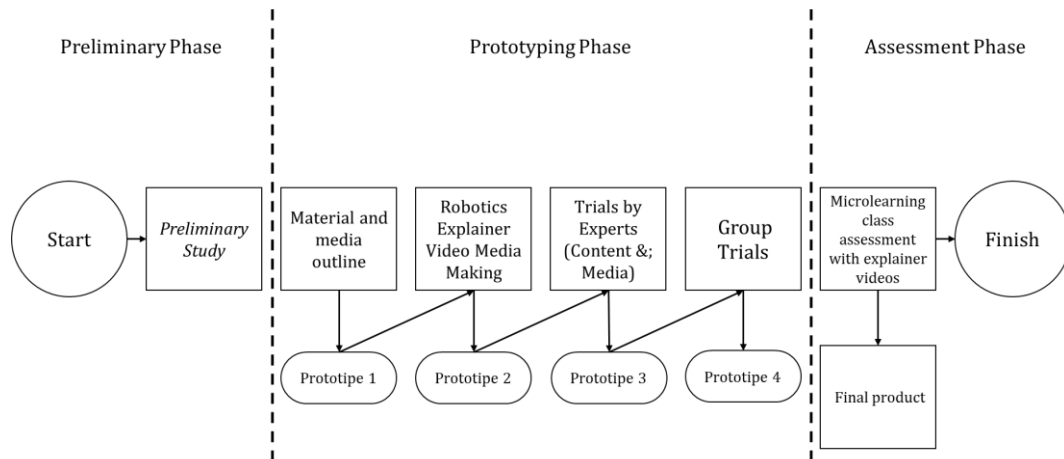 Preliminary Phase
Prototyping Phase
Assessment Phase
Start
Preliminary
Study
Material and
media
outline
Robotics
Explainer
Video Media
Making
Trials by
Experts
(Content &;
Media)
Group
Trials
Microlearning
class
assessment
with explainer
videos
Finish
Prototipe 1
Prototipe 2
Prototipe 3
Prototipe 4
Final product